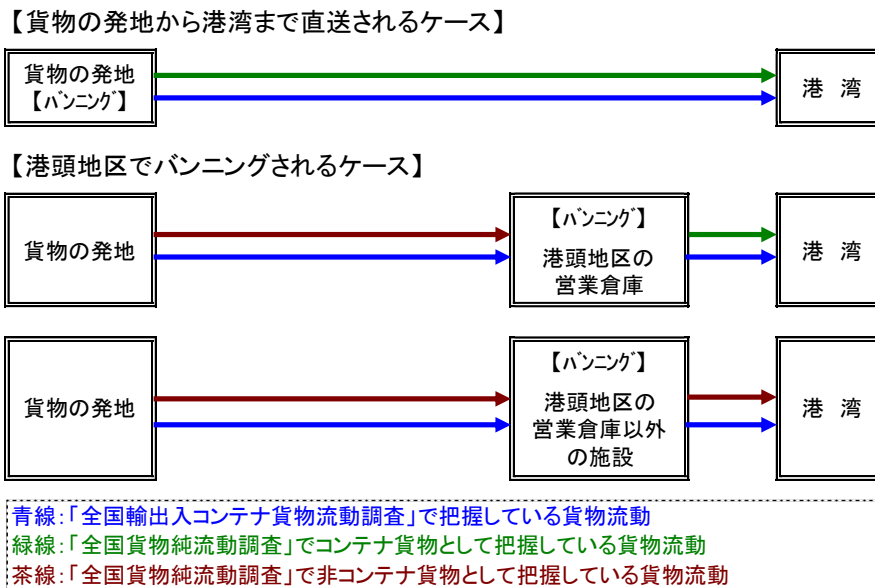 【貨物の発地から港湾まで直送されるケース】
貨物の発地
【バンニング】
港 湾
【港頭地区でバンニングされるケース】
貨物の発地
【バンニング】
港頭地区の
営業倉庫
港 湾
貨物の発地
【バンニング】
港頭地区の
営業倉庫以外
の施設
港 湾
青線:「全国輸出入コンテナ貨物流動調査」で把握している貨物流動
緑線:「全国貨物純流動調査」でコンテナ貨物として把握している貨物流動
茶線:「全国貨物純流動調査」で非コンテナ貨物として把握している貨物流動